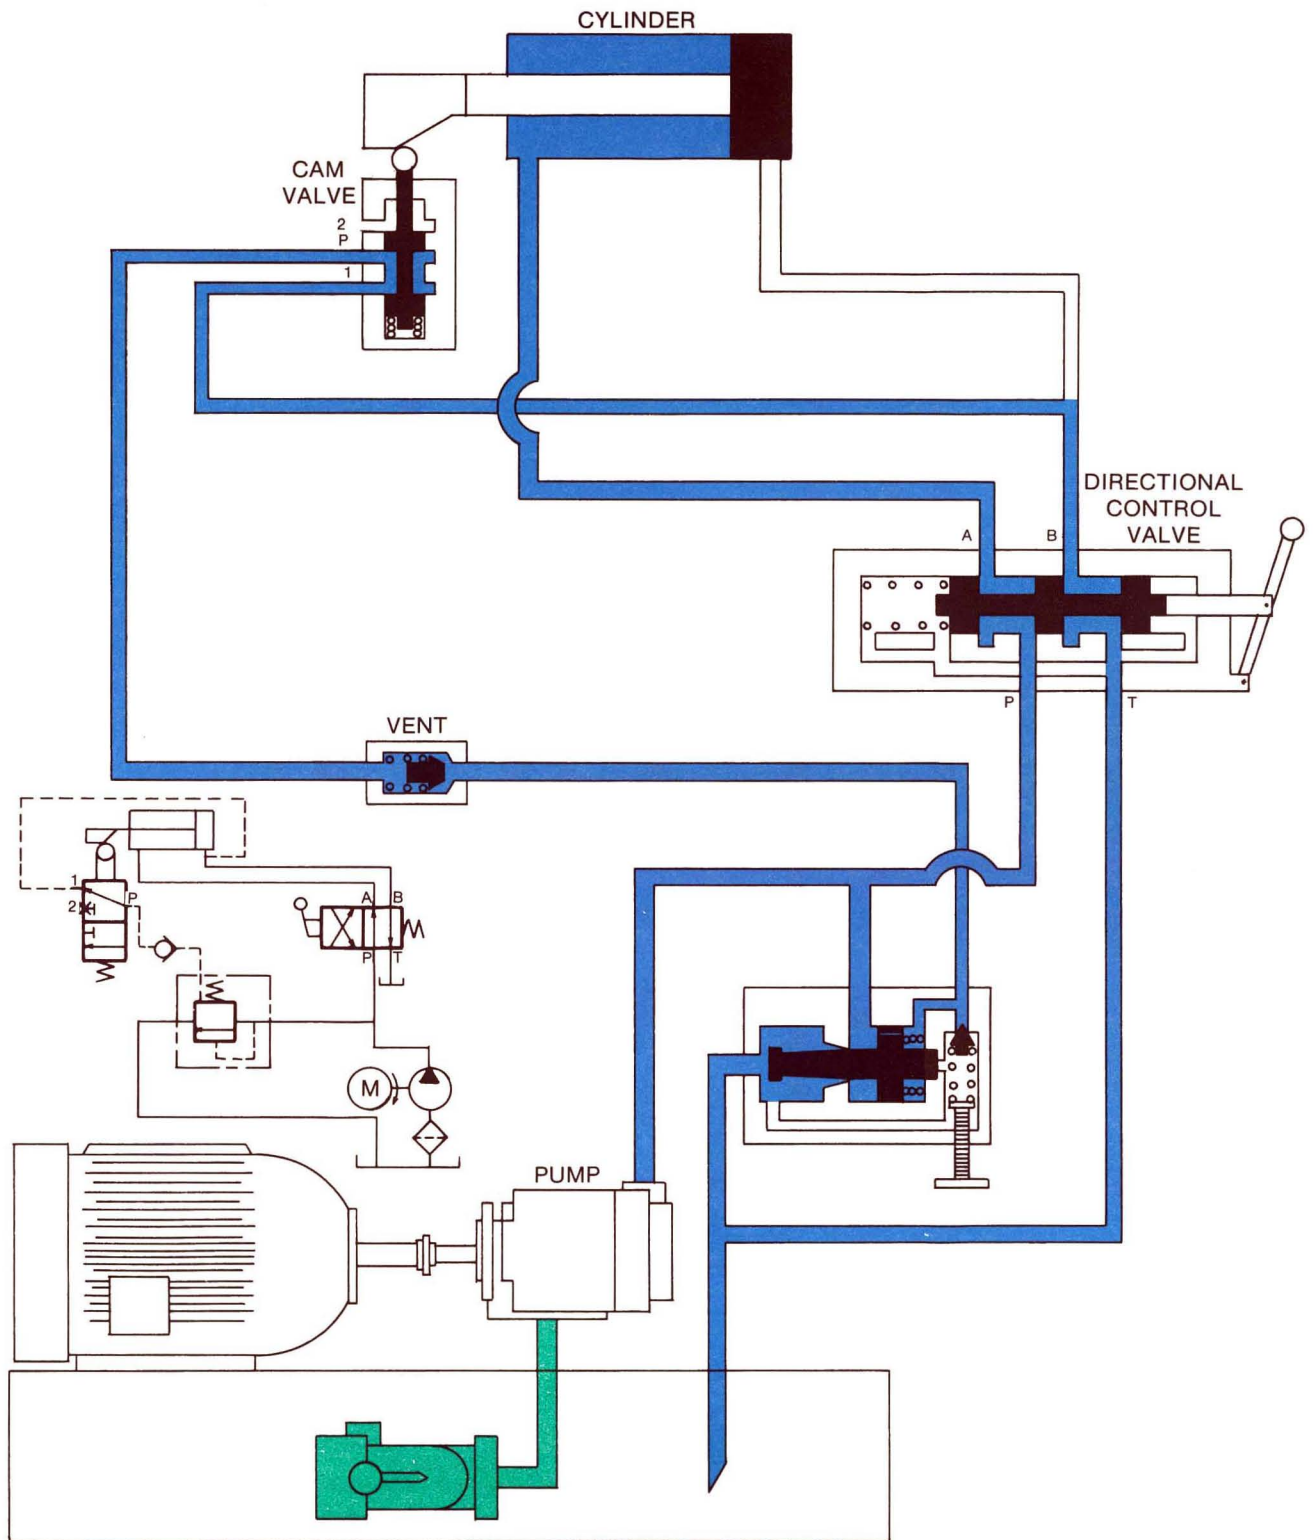 CYLINDER
CAM
VALVE
2
P
1
DIRECTIONAL
CONTROL
VALVE
A
B
P
T
VENT
1
P
2
A
B
P
T
M
PUMP